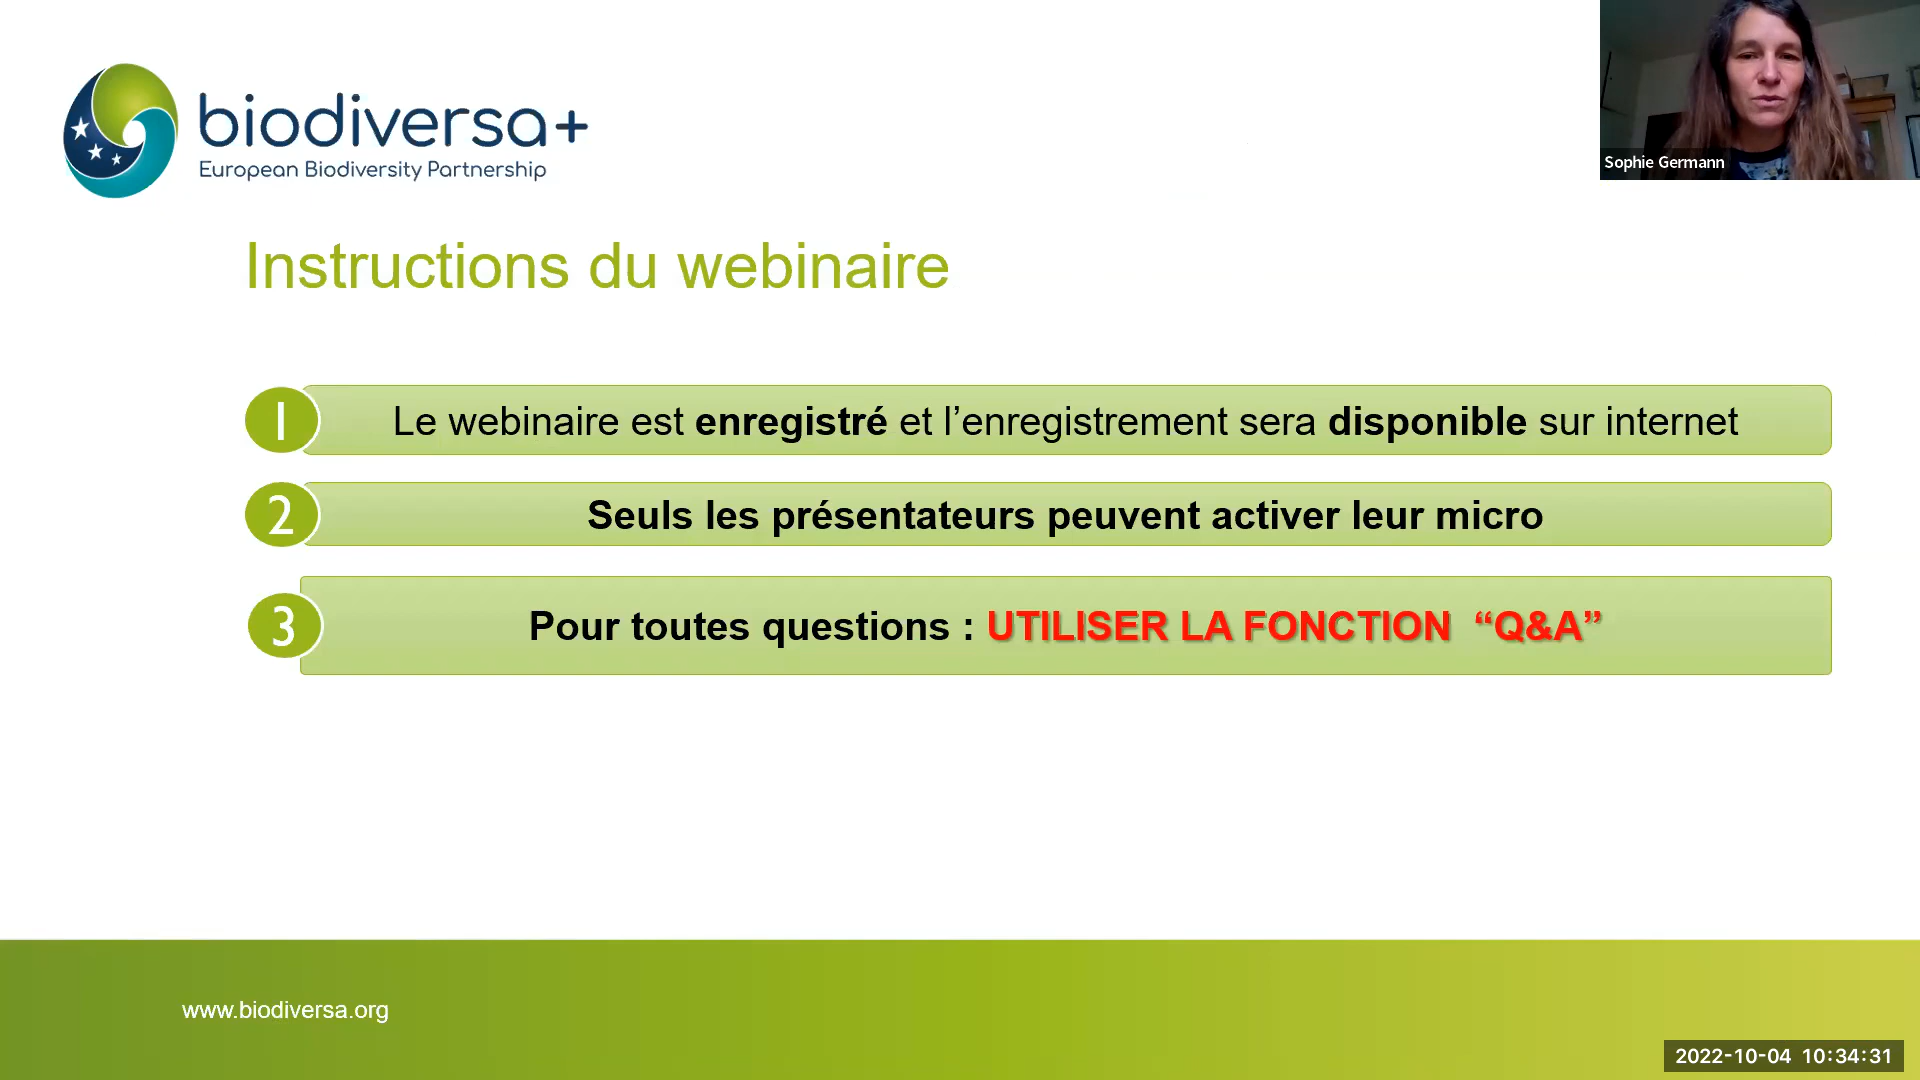 biodiversa+
European Biodiversity Partnership
Sophie Germann
Instructions du webinaire
1 Le webinaire est enregistré et l’enregistrement sera disponible sur internet
2 Seuls les présentateurs peuvent activer leur micro
3 Pour toutes questions : UTILISER LA FONCTION “Q&A”
www.biodiversa.org
2022-10-04 10:34:31